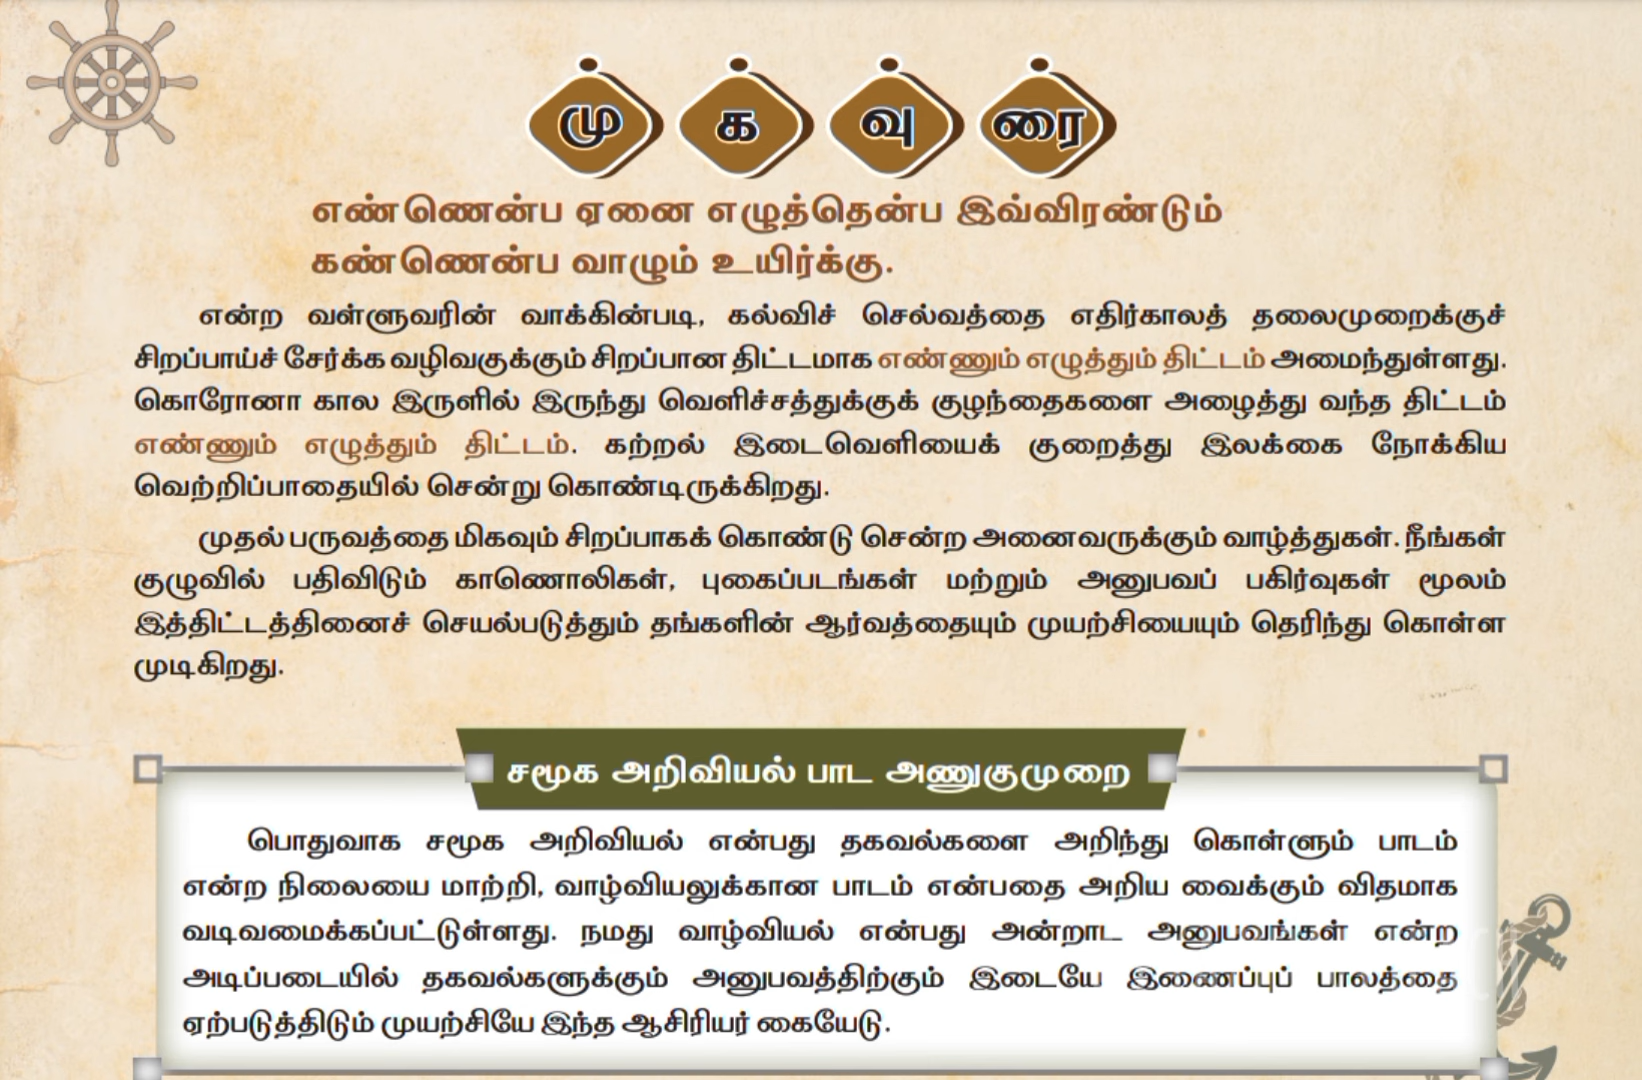 முகவுரை
எண்ணென்ப ஏனை எழுத்தென்ப இவ்விரண்டும்
கண்ணென்ப வாழும் உயிர்க்கு.
என்ற வள்ளுவரின் வாக்கின்படி, கல்விச் செல்வத்தை எதிர்காலத் தலைமுறைக்குச்
சிறப்பாய்ச் சேர்க்க வழிவகுக்கும் சிறப்பான திட்டமாக எண்ணும் எழுத்தும் திட்டம் அமைந்துள்ளது.
கொரோனா கால இருளில் இருந்து வெளிச்சத்துக்குக் குழந்தைகளை அழைத்து வந்த திட்டம்
எண்ணும் எழுத்தும் திட்டம். கற்றல் இடைவெளியைக் குறைத்து இலக்கை நோக்கிய
வெற்றிப்பாதையில் சென்று கொண்டிருக்கிறது.
முதல் பருவத்தை மிகவும் சிறப்பாகக் கொண்டு சென்ற அனைவருக்கும் வாழ்த்துகள். நீங்கள்
குழுவில் பதிவிடும் காணொலிகள், புகைப்படங்கள் மற்றும் அனுபவப் பகிர்வுகள் மூலம்
இத்திட்டத்தினைச் செயல்படுத்தும் தங்களின் ஆர்வத்தையும் முயற்சியையும் தெரிந்து கொள்ள
முடிகிறது.
சமூக அறிவியல் பாட அணுகுமுறை
பொதுவாக சமூக அறிவியல் என்பது தகவல்களை அறிந்து கொள்ளும் பாடம்
என்ற நிலையை மாற்றி, வாழ்வியலுக்கான பாடம் என்பதை அறிய வைக்கும் விதமாக
வடிவமைக்கப்பட்டுள்ளது. நமது வாழ்வியல் என்பது அன்றாட அனுபவங்கள் என்ற
அடிப்படையில் தகவல்களுக்கும் அனுபவத்திற்கும் இடையே இணைப்புப் பாலத்தை
ஏற்படுத்திடும் முயற்சியே இந்த ஆசிரியர் கையேடு.